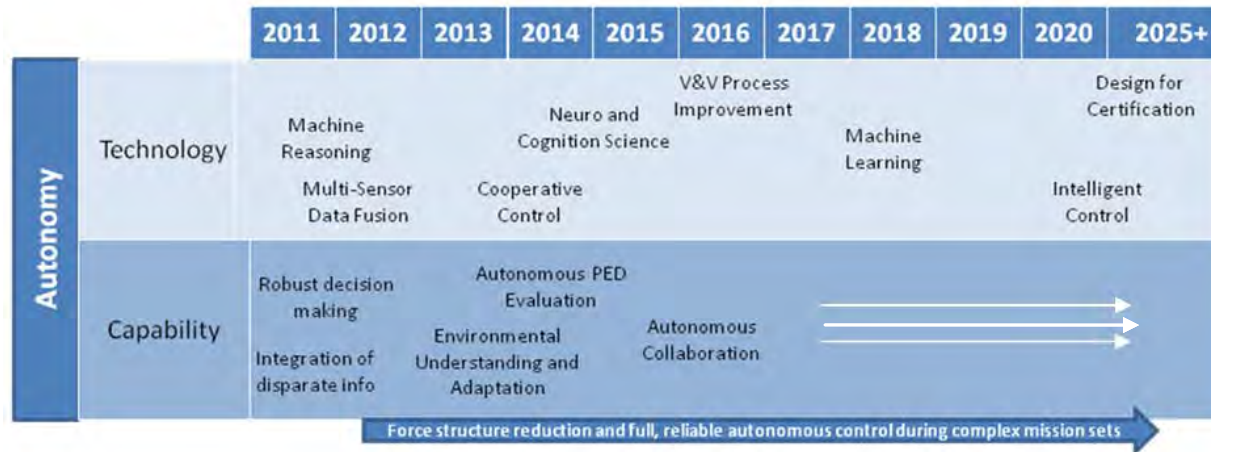 2011 2012 2013 2014 2015 2016 2017 2018 2019 2020 2025+
Autonomy
Technology
Machine
Reasoning
Multi-Sensor
Data Fusion
Neuro and
Cognition Science
Cooperative
Control
V&V Process
Improvement
Machine
Learning
Design for
Certification
Intelligent
Control
Capability
Robust decision
making
Integration of
disparate info
Autonomous PED
Evaluation
Environmental
Understanding and
Adaptation
Autonomous
Collaboration
Force structure reduction and full, reliable autonomous control during complex mission sets